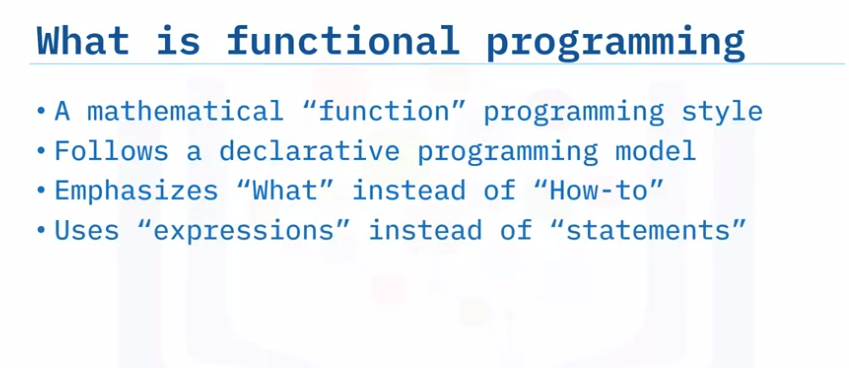 What is functional programming
• A mathematical “function” programming style
• Follows a declarative programming model
• Emphasizes “What” instead of “How-to”
• Uses “expressions” instead of “statements”